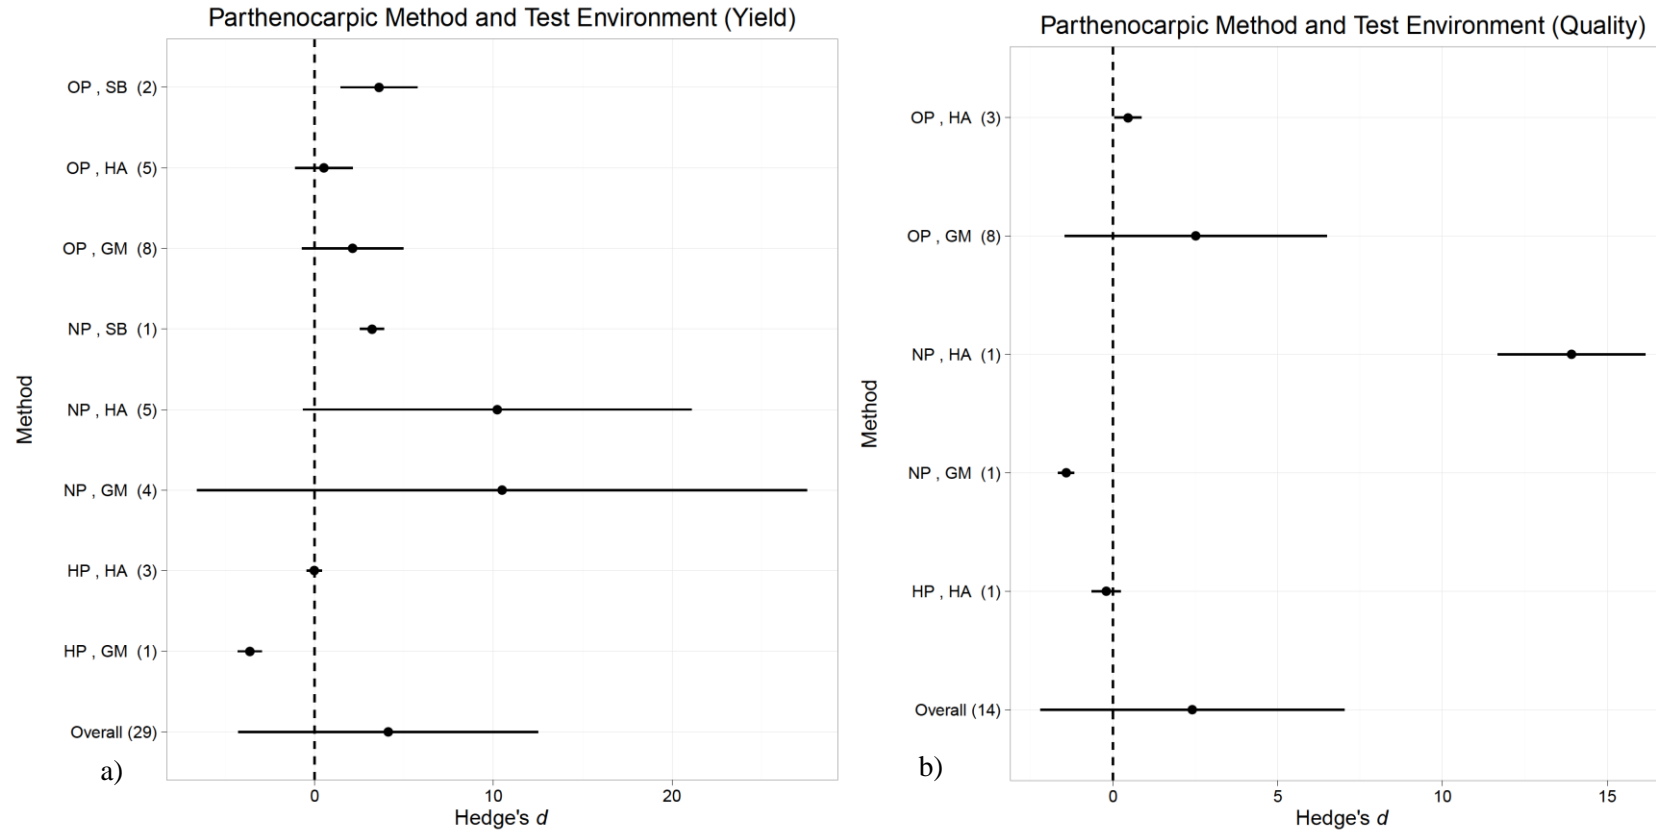 Parthenocarpic Method and Test Environment (Yield)
Method
OP , SB (2)
OP , HA (5)
OP , GM (8)
NP , SB (1)
NP , HA (5)
NP , GM (4)
HP , HA (3)
HP , GM (1)
Overall (29)
a)
0 10 20
Hedge's d
Parthenocarpic Method and Test Environment (Quality)
Method
OP , HA (3)
OP , GM (8)
NP , HA (1)
NP , GM (1)
HP , HA (1)
Overall (14)
b)
0 5 10 15
Hedge's d